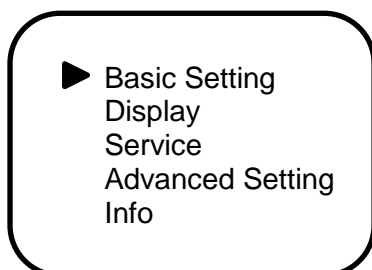 Basic Setting
Display
Service
Advanced Setting
Info